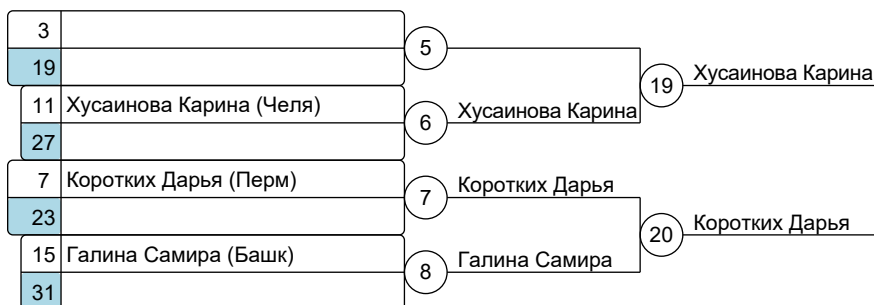 3
19
5
11 Хусаинова Карина (Челя)
27
6
Хусаинова Карина
19
Хусаинова Карина
7 Коротких Дарья (Перм)
23
7
Коротких Дарья
15 Галина Самира (Башк)
31
8
Галина Самира
20
Коротких Дарья